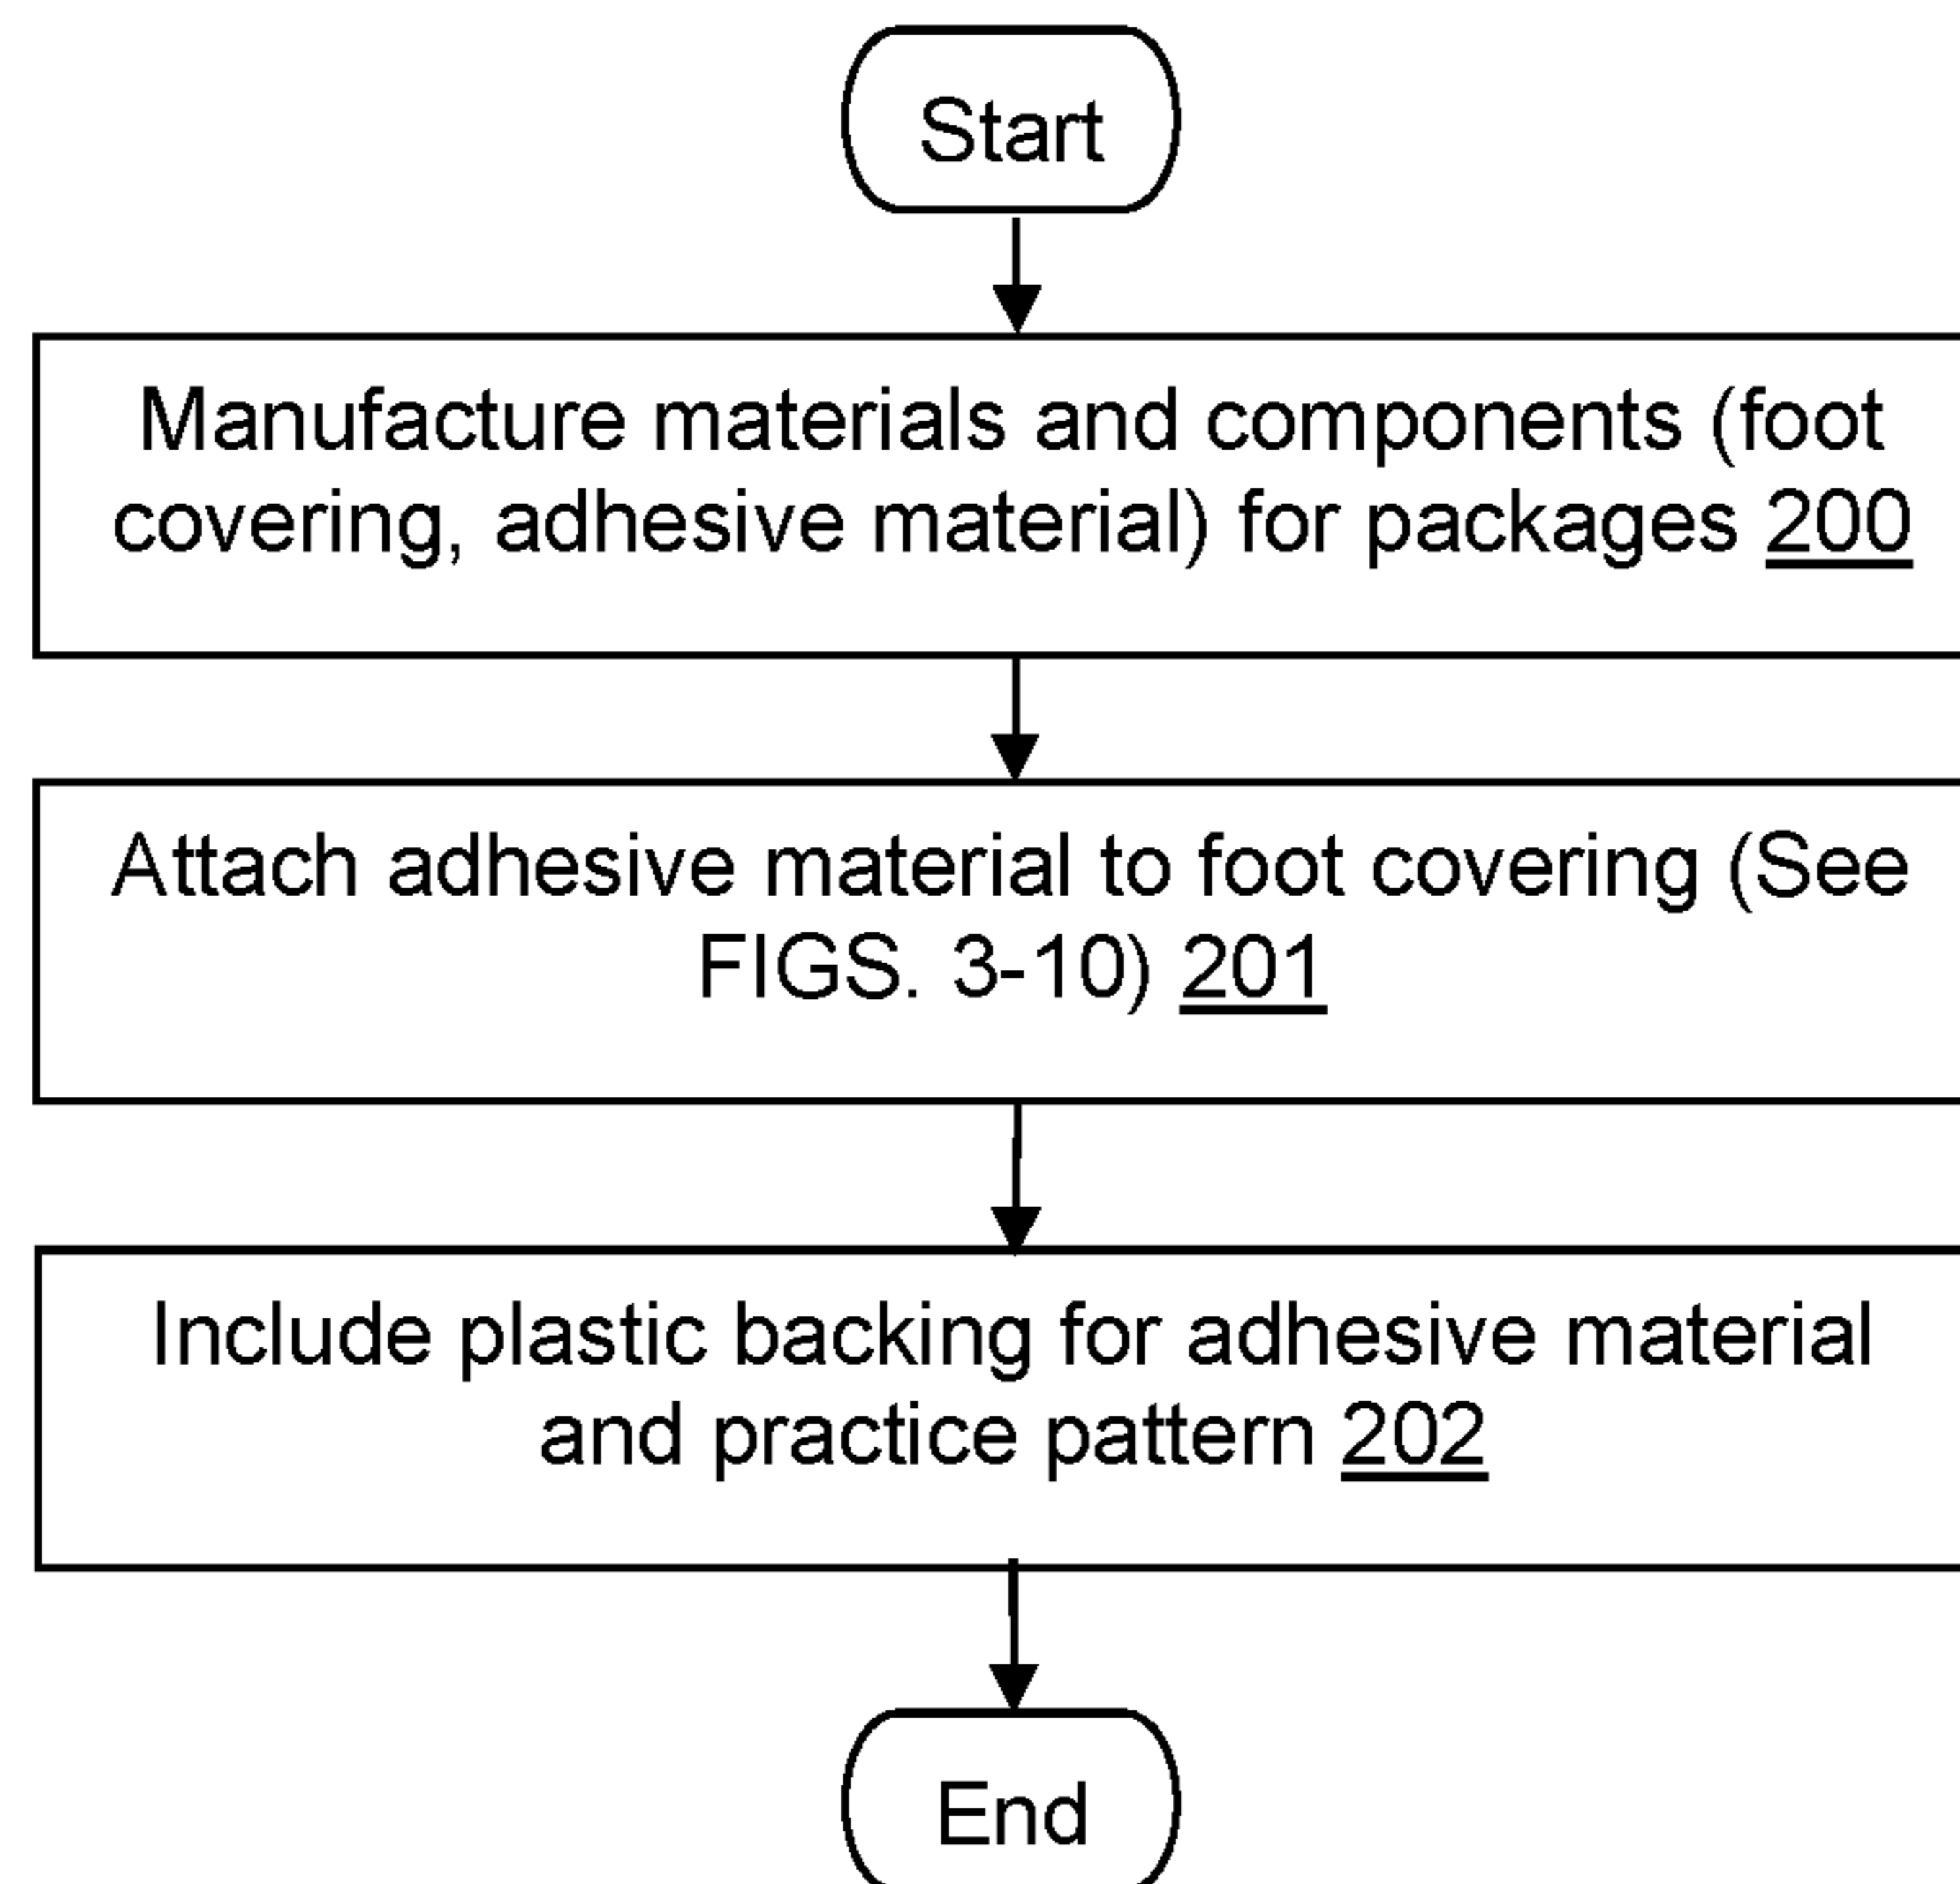 Start
Manufacture materials and components (foot
covering, adhesive material) for packages 200
Attach adhesive material to foot covering (See
FIGS. 3-10) 201
Include plastic backing for adhesive material
and practice pattern 202
End